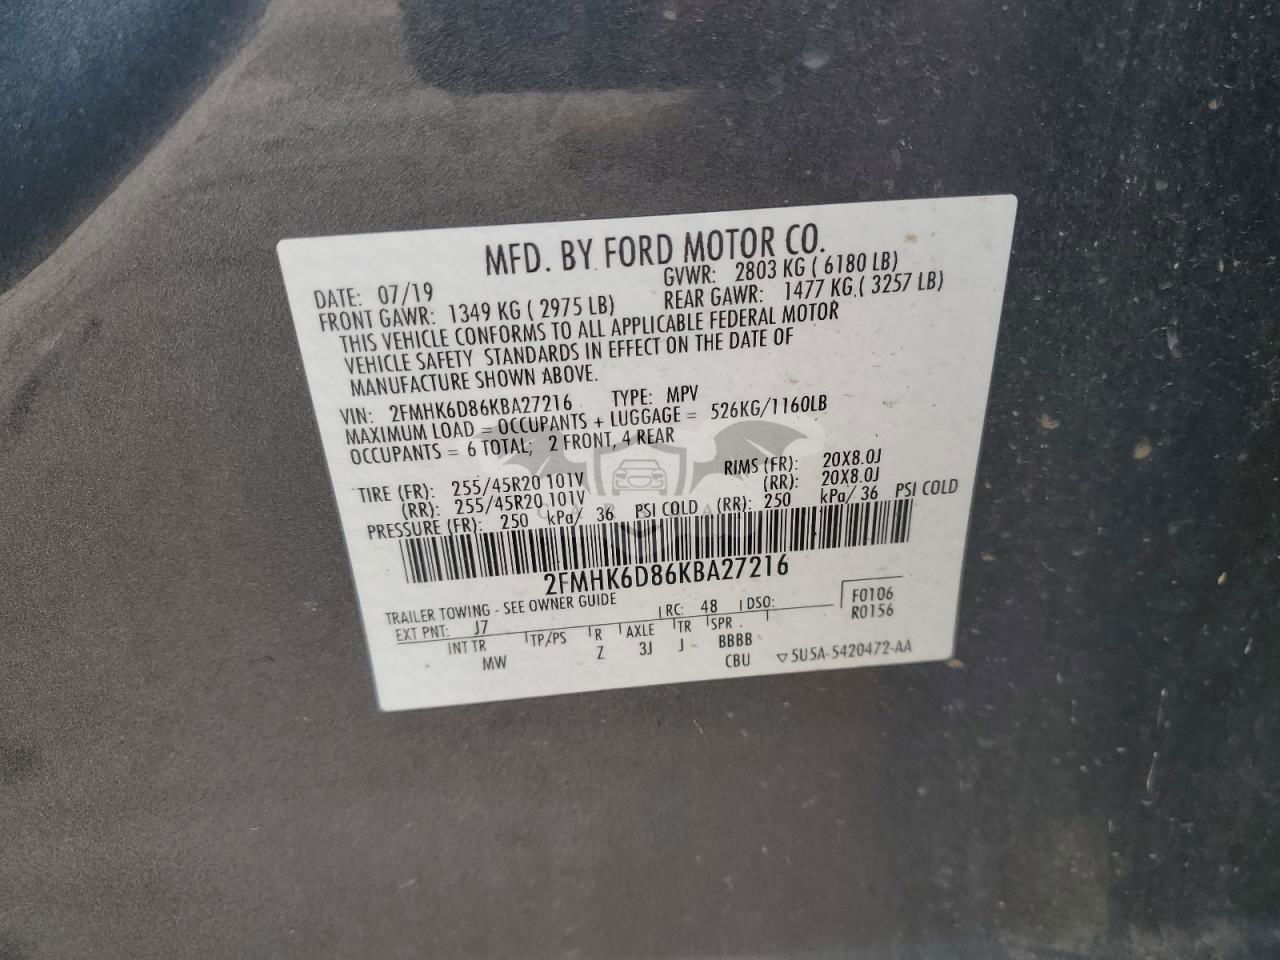 MFD. BY FORD MOTOR CO.
DATE: 07/19 GVWR: 2803 KG ( 6180 LB)
FRONT GAWR: 1349 KG ( 2975 LB) REAR GAWR: 1477 KG ( 3257 LB)
THIS VEHICLE CONFORMS TO ALL APPLICABLE FEDERAL MOTOR
VEHICLE SAFETY STANDARDS IN EFFECT ON THE DATE OF
MANUFACTURE SHOWN ABOVE.
VIN: 2FMHK6D86KBA27216 TYPE: MPV
MAXIMUM LOAD = OCCUPANTS + LUGGAGE = 526KG/1160LB
OCCUPANTS = 6 TOTAL; 2 FRONT, 4 REAR
TIRE (FR): 255/45R20 101V RIMS (FR): 20X8.0J
(RR): 255/45R20 101V (RR): 20X8.0J
PRESSURE (FR): 250 kPa/ 36 PSI COLD (RR): 250 kPa/ 36 PSI COLD
2FMHK6D86KBA27216
TRAILER TOWING - SEE OWNER GUIDE
EXT PNT: J7 RC: 48 DSO: F0106
R0156
INT TR TP/PS R AXLE TR SPR
MW Z 3J J BBBB
CBU ▽5U5A-5420472-AA